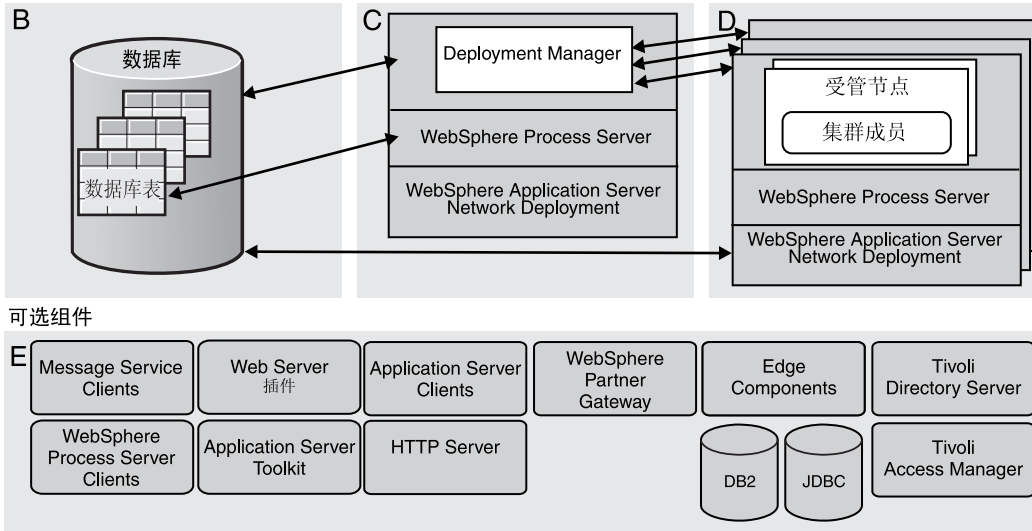 B
数据库
数据库表
C
Deployment Manager
WebSphere Process Server
WebSphere Application Server
Network Deployment
D
受管节点
集群成员
WebSphere Process Server
WebSphere Application Server
Network Deployment
可选组件
E
Message Service
Clients
Web Server
插件
Application Server
Clients
WebSphere
Partner
Gateway
Edge
Components
Tivoli
Directory Server
WebSphere
Process Server
Clients
Application Server
Toolkit
HTTP Server
DB2
JDBC
Tivoli
Access Manager